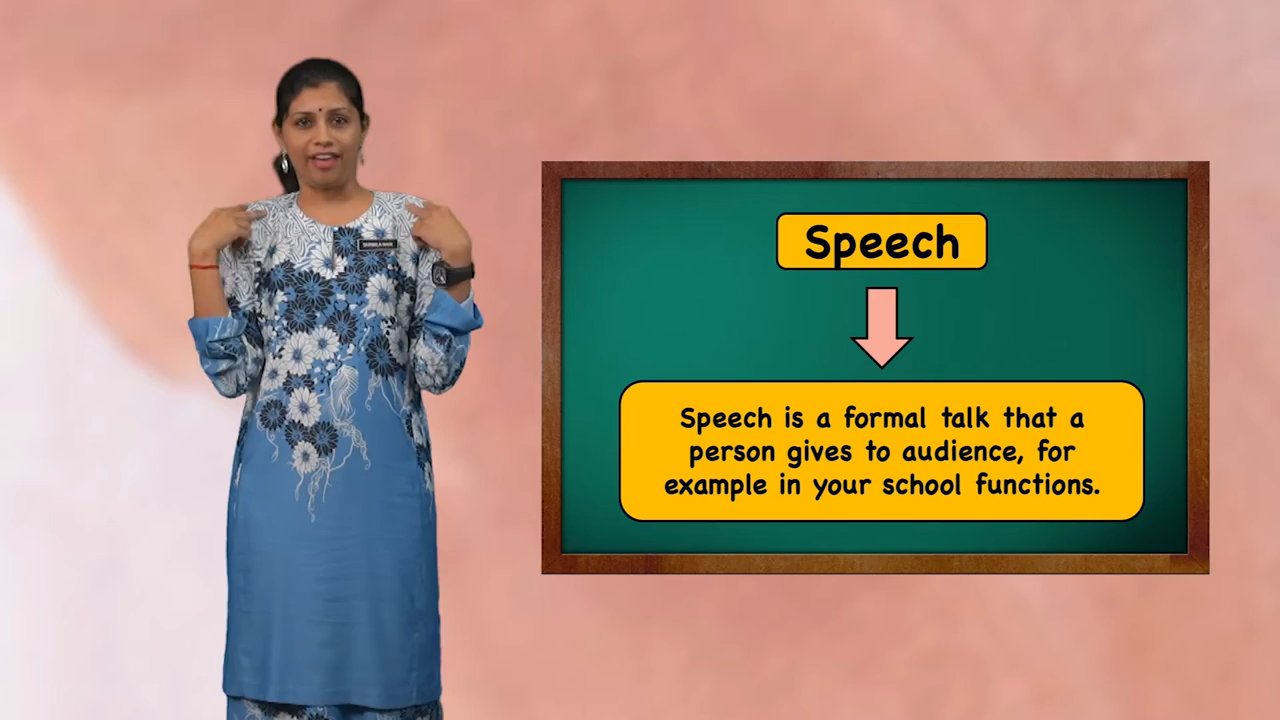 Speech
Speech is a formal talk that a
person gives to audience, for
example in your school functions.